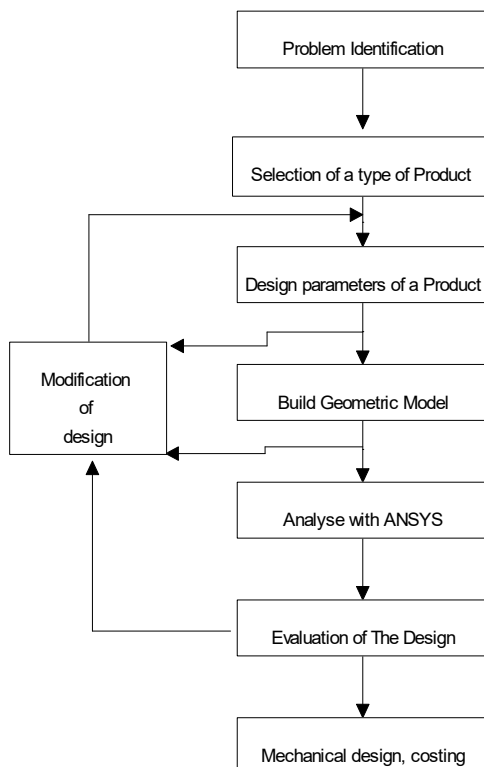 Problem Identification
Selection of a type of Product
Design parameters of a Product
Modification
of
design
Build Geometric Model
Analyse with ANSYS
Evaluation of The Design
Mechanical design, costing